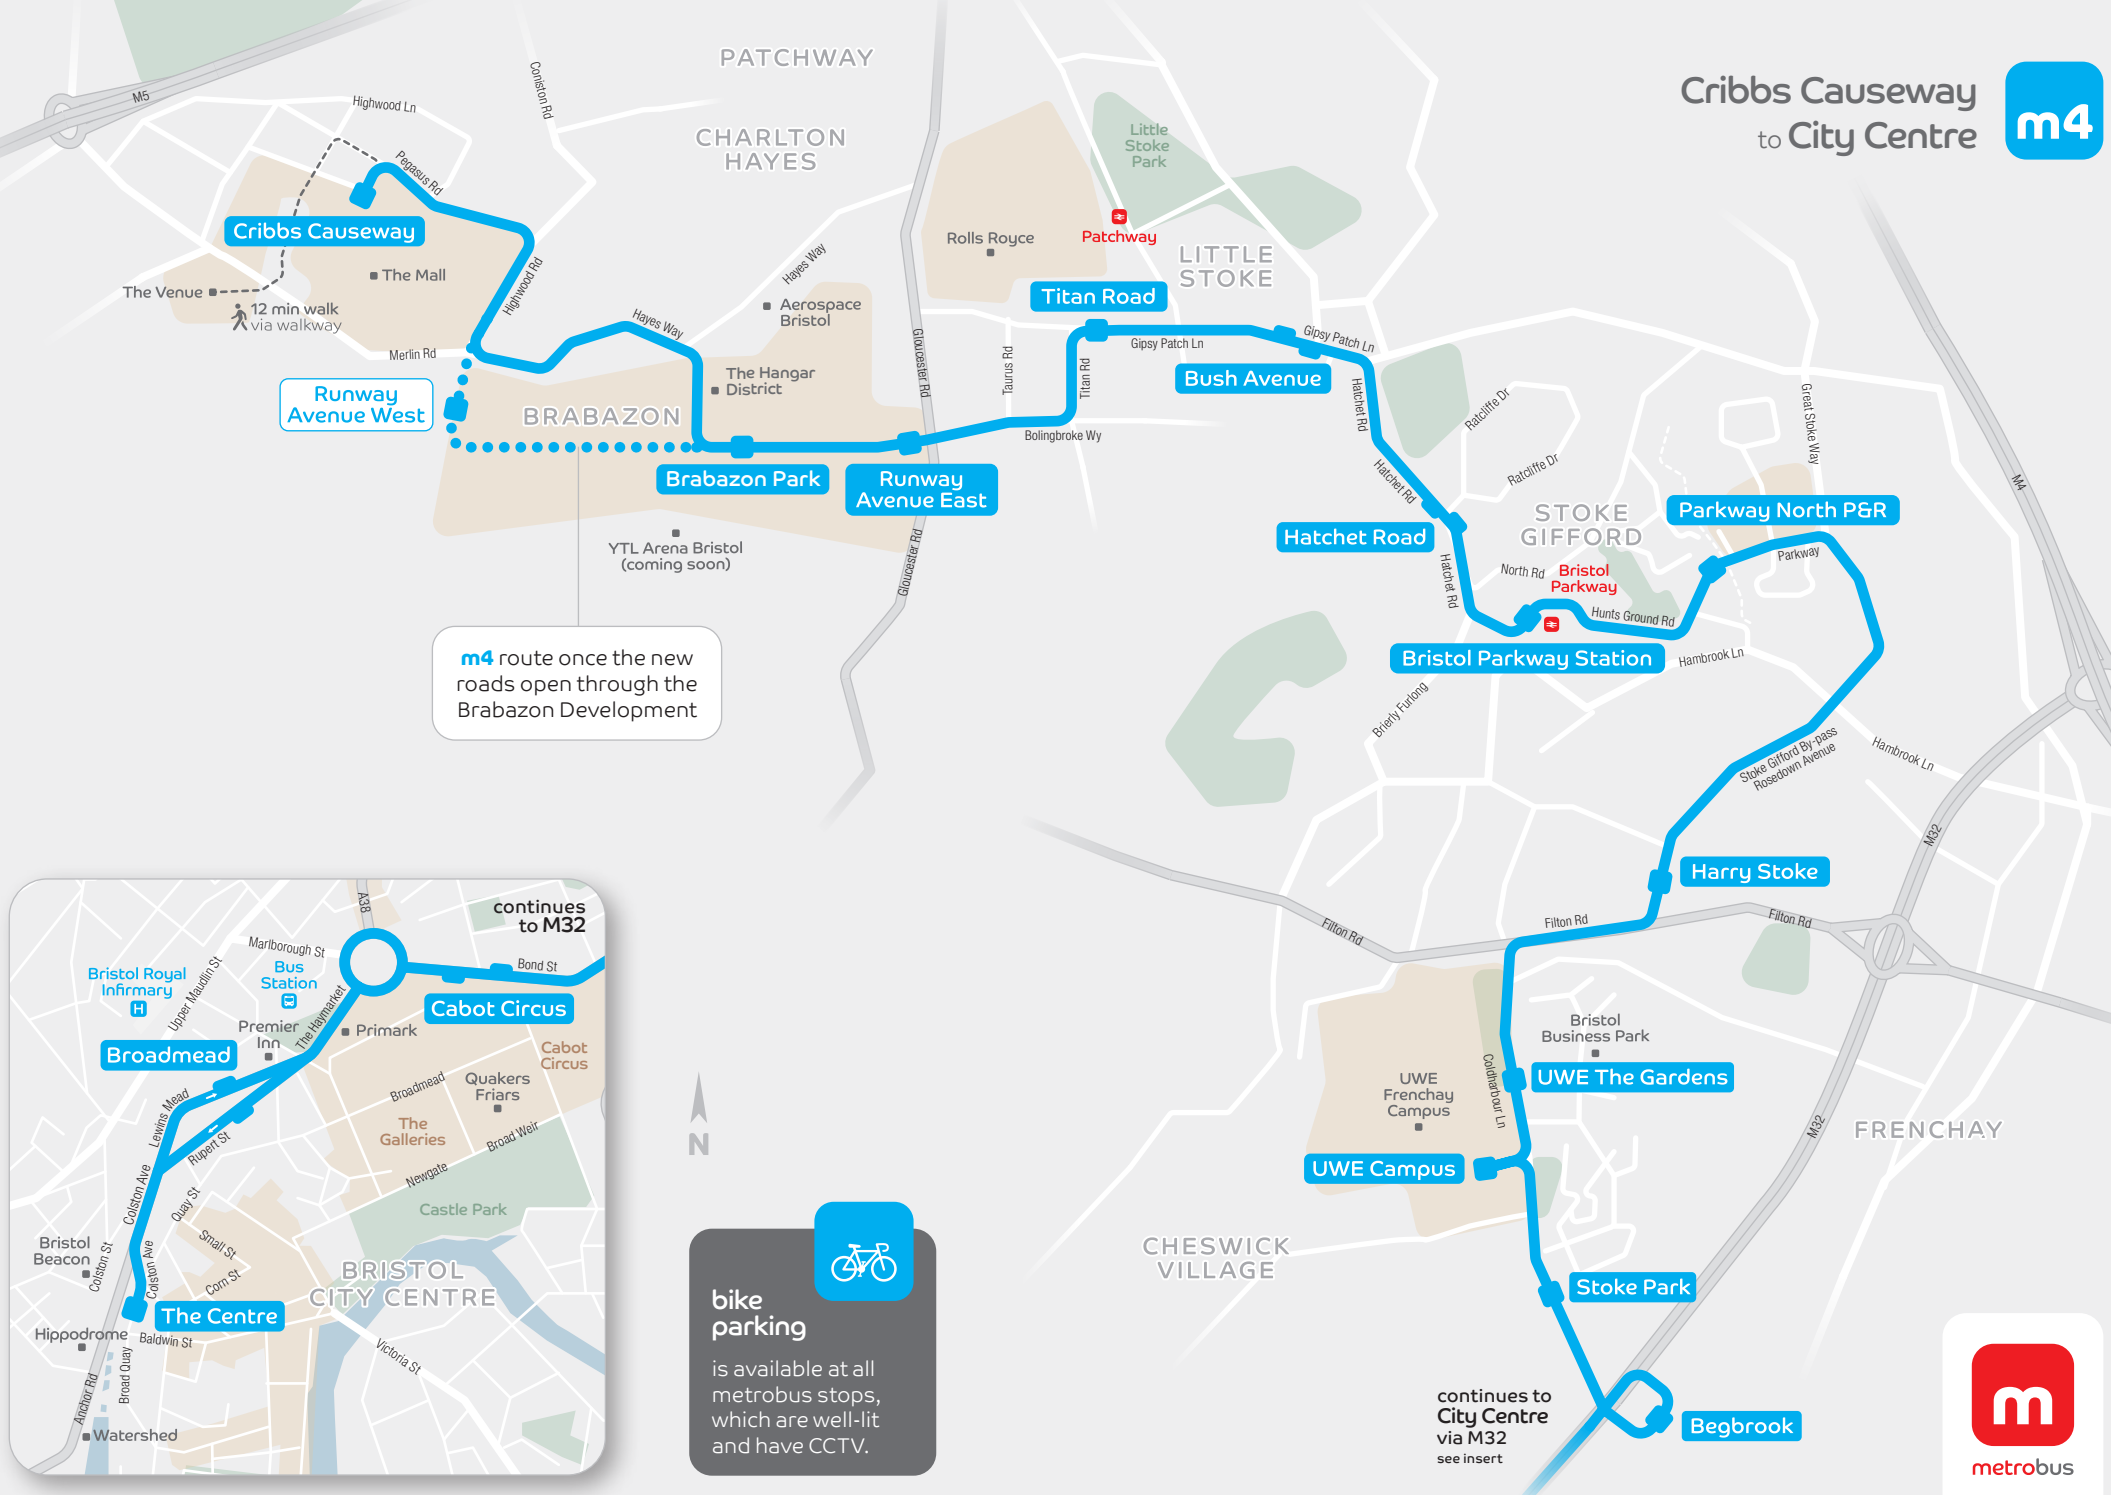 Cribbs Causeway
to City Centre
m4
PATCHWAY
CHARLTON
HAYES
M5
Highwood Ln
Coniston Rd
Pegasus Rd
Cribbs Causeway
The Mall
The Venue
12 min walk
via walkway
Highwood Rd
Merlin Rd
Hayes Way
Hayes Way
Aerospace
Bristol
The Hangar
District
Runway
Avenue West
BRABAZON
Brabazon Park
Runway
Avenue East
YTL Arena Bristol
(coming soon)
Gloucester Rd
Gloucester Rd
m4 route once the new
roads open through the
Brabazon Development
Rolls Royce
Little
Stoke
Park
Patchway
LITTLE
STOKE
Titan Road
Taurus Rd
Titan Rd
Gipsy Patch Ln
Gipsy Patch Ln
Bolingbroke Wy
Bush Avenue
Hatchet Rd
Hatchet Rd
Hatchet Rd
Ratcliffe Dr
Ratcliffe Dr
Great Stoke Way
M4
Hatchet Road
STOKE
GIFFORD
Parkway North P&R
Parkway
North Rd
Bristol
Parkway
Hunts Ground Rd
Bristol Parkway Station
Hambrook Ln
Brierly Furlong
Stoke Gifford By-pass
Rosedown Avenue
Hambrook Ln
M32
Harry Stoke
Filton Rd
Filton Rd
Filton Rd
Bristol
Business Park
UWE The Gardens
Coldharbour Ln
UWE
Frenchay
Campus
UWE Campus
M32
FRENCHAY
CHESWICK
VILLAGE
Stoke Park
Begbrook
continues to
City Centre
via M32
see insert
m
metrobus
N
bike
parking
is available at all
metrobus stops,
which are well-lit
and have CCTV.
continues
to M32
A38
Marlborough St
Bristol Royal
Infirmary
H
Upper Maudlin St
Bus
Station
Bond St
Cabot Circus
The Haymarket
Premier
Inn
Primark
Broadmead
Cabot
Circus
Quakers
Friars
Broadmead
The
Galleries
Broad Weir
Newgate
Lewins Mead
Rupert St
Castle Park
Colston Ave
Quay St
Small St
Corn St
Bristol
Beacon
Colston St
Colston Ave
BRISTOL
CITY CENTRE
The Centre
Hippodrome
Baldwin St
Victoria St
Broad Quay
Anchor Rd
Watershed